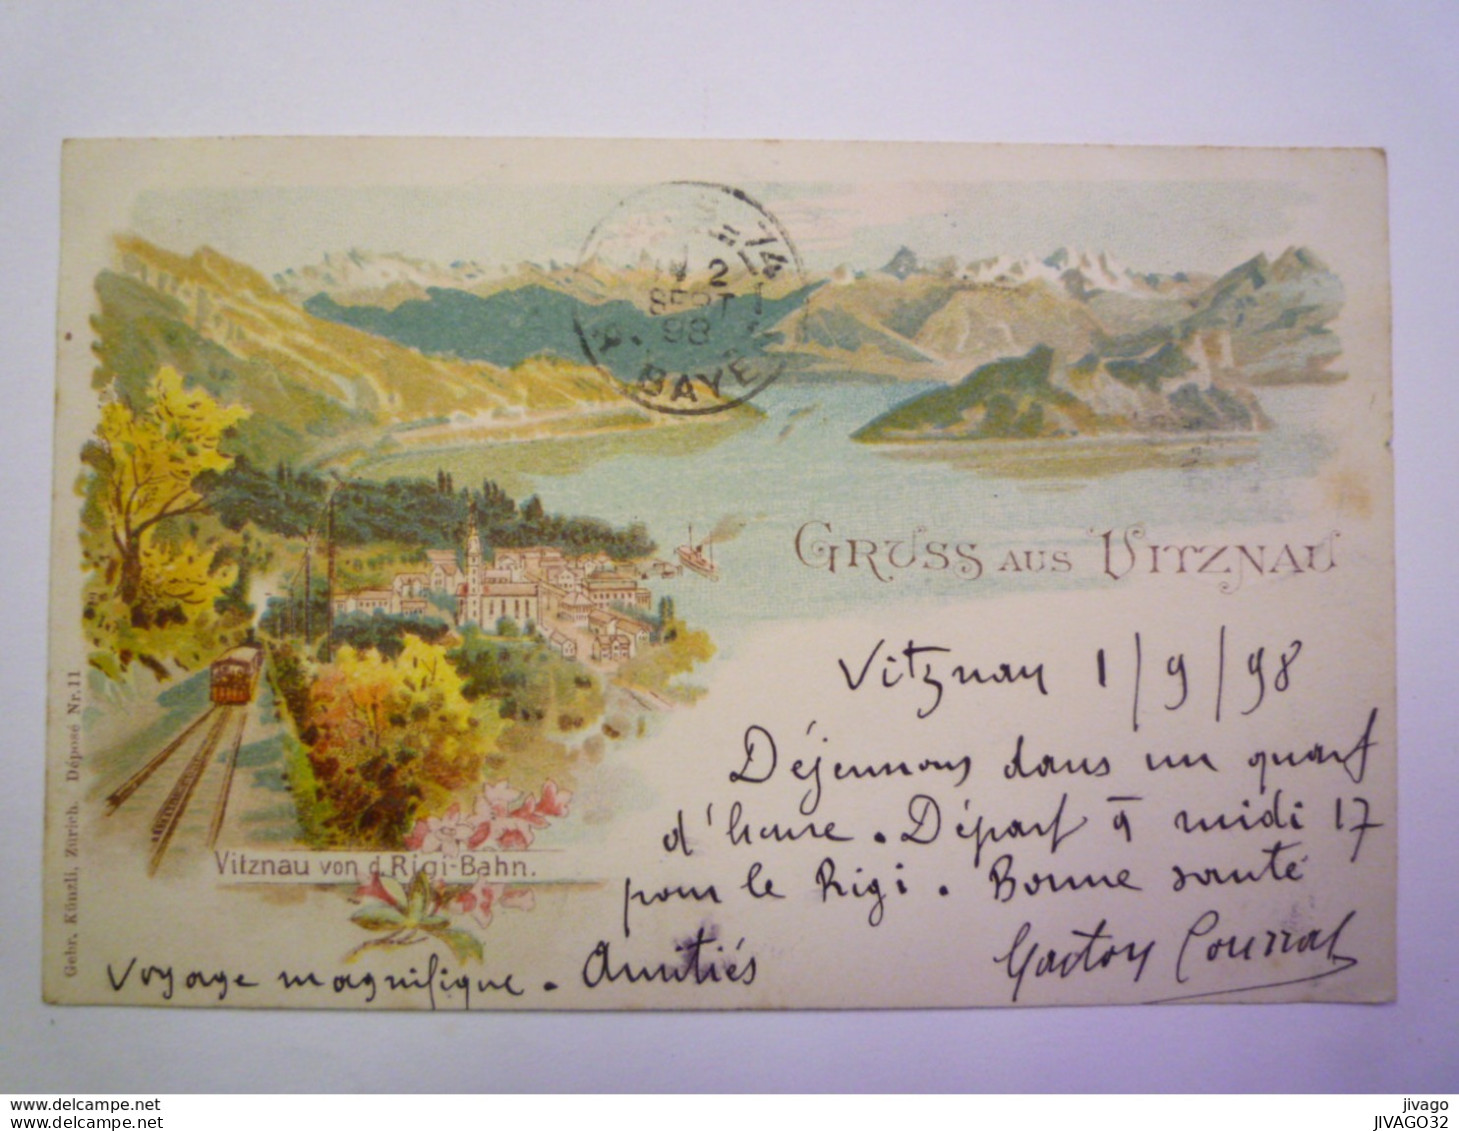 2
SEPT
98
BAYE
GRUSS AUS VITZNAU
Vitznau 1/9/98
Déjeunons dans un quart
d'heure. Départ à midi 17
pour le Rigi. Bonne santé
Voyage magnifique. Amitiés
Gaston
Vitznau von d. Rigi-Bahn.
Gebr. Künzli, Zürich. Déposé Nr. 11
www.delcampe.net
jivago
JIVAGO32